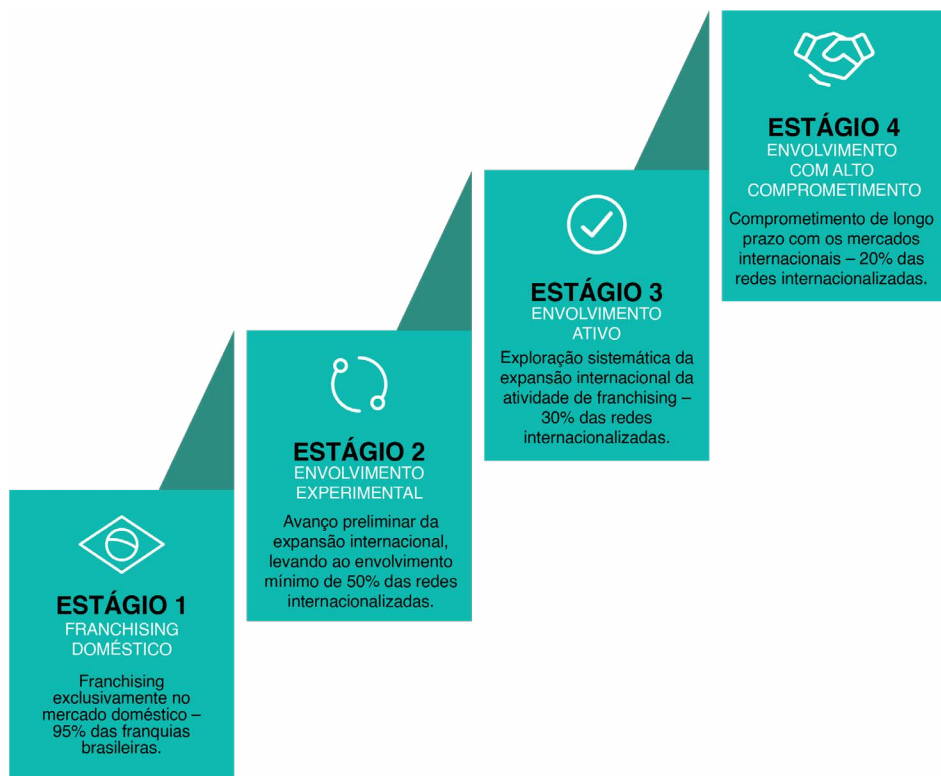 ESTÁGIO 1
FRANCHISING
DOMÉSTICO
Franchising
exclusivamente no
mercado doméstico –
95% das franquias
brasileiras.
ESTÁGIO 2
ENVOLVIMENTO
EXPERIMENTAL
Avanço preliminar da
expansão internacional,
levando ao envolvimento
mínimo de 50% das redes
internacionalizadas.
ESTÁGIO 3
ENVOLVIMENTO
ATIVO
Exploração sistemática da
expansão internacional da
atividade de franchising –
30% das redes
internacionalizadas.
ESTÁGIO 4
ENVOLVIMENTO
COM ALTO
COMPROMETIMENTO
Comprometimento de longo
prazo com os mercados
internacionais – 20% das
redes internacionalizadas.